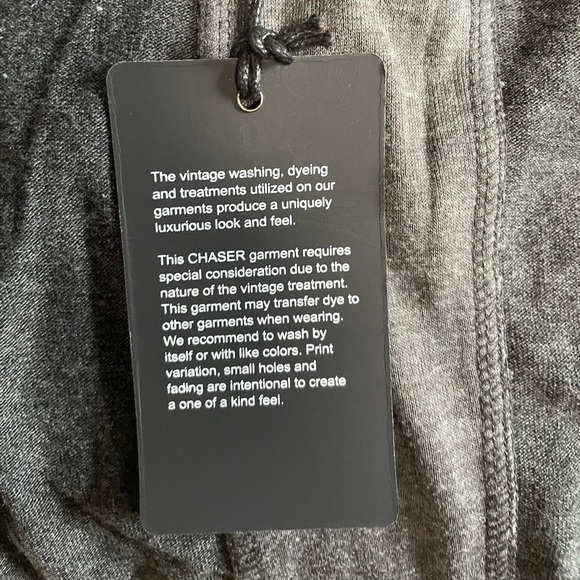 The vintage washing, dyeing
and treatments utilized on our
garments produce a uniquely
luxurious look and feel.
This CHASER garment requires
special consideration due to the
nature of the vintage treatment.
This garment may transfer dye to
other garments when wearing.
We recommend to wash by
itself or with like colors. Print
variation, small holes and
fading are intentional to create
a one of a kind feel.